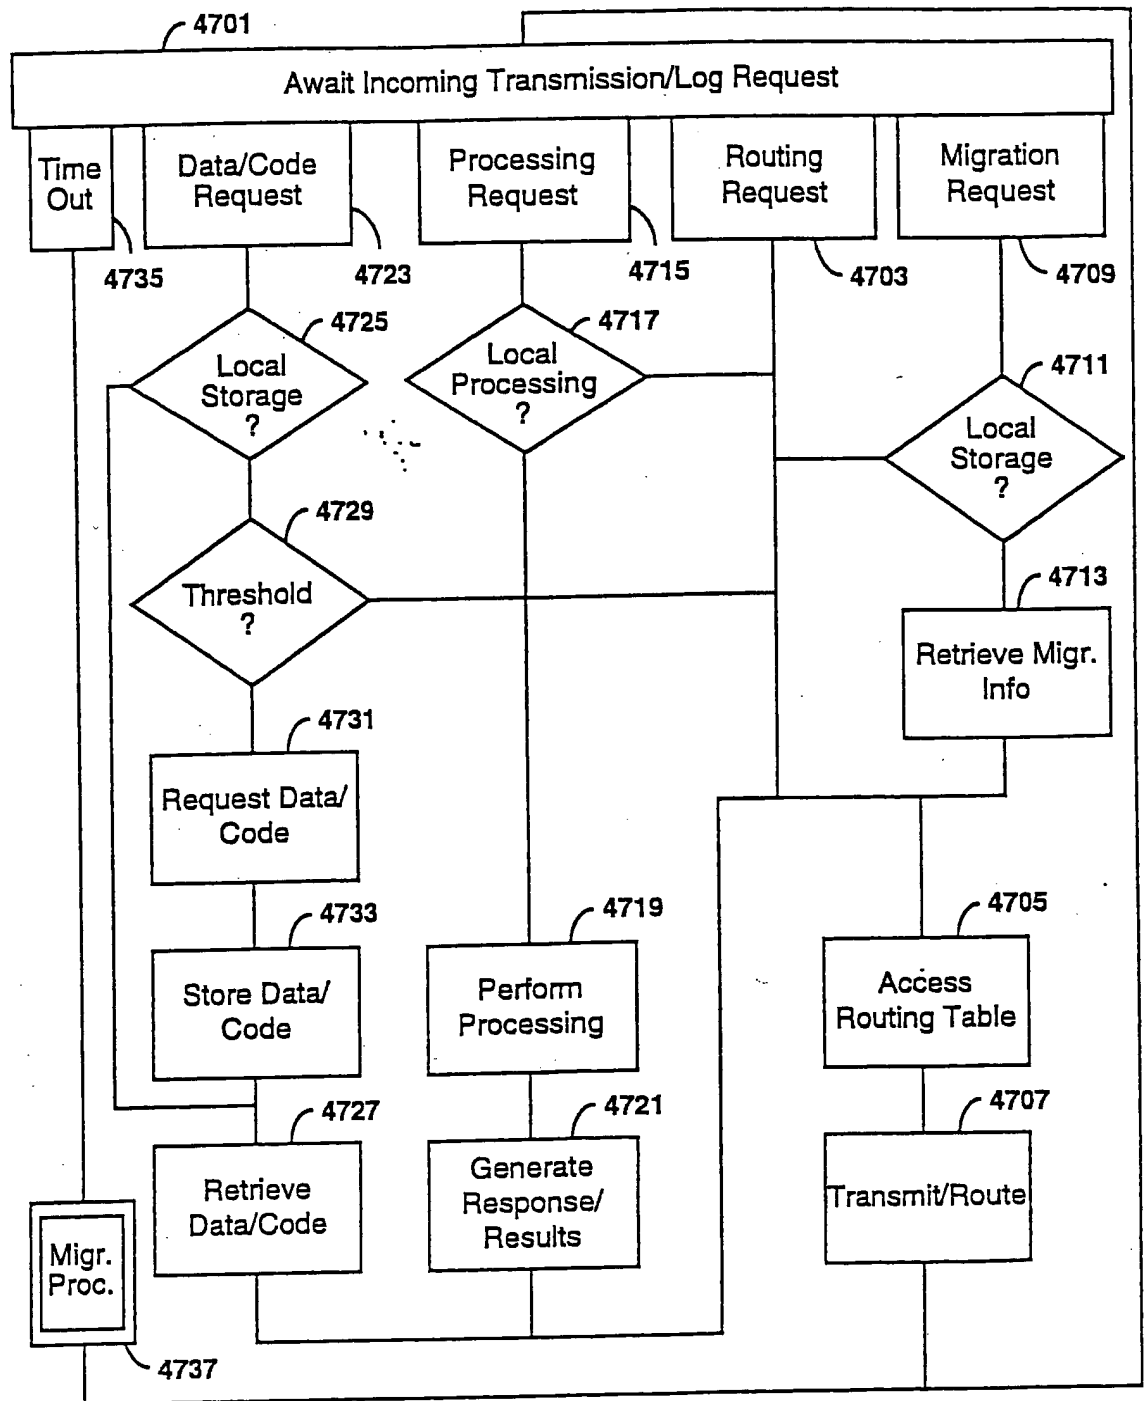 4701
Await Incoming Transmission/Log Request
Time
Out
Data/Code
Request
Processing
Request
Routing
Request
Migration
Request
4735
4723
4715
4703
4709
4725
Local
Storage
?
4717
Local
Processing
?
4711
Local
Storage
?
4729
Threshold
?
4713
Retrieve Migr.
Info
4731
Request Data/
Code
4733
Store Data/
Code
4719
Perform
Processing
4705
Access
Routing Table
4727
Retrieve
Data/Code
4721
Generate
Response/
Results
4707
Transmit/Route
Migr.
Proc.
4737